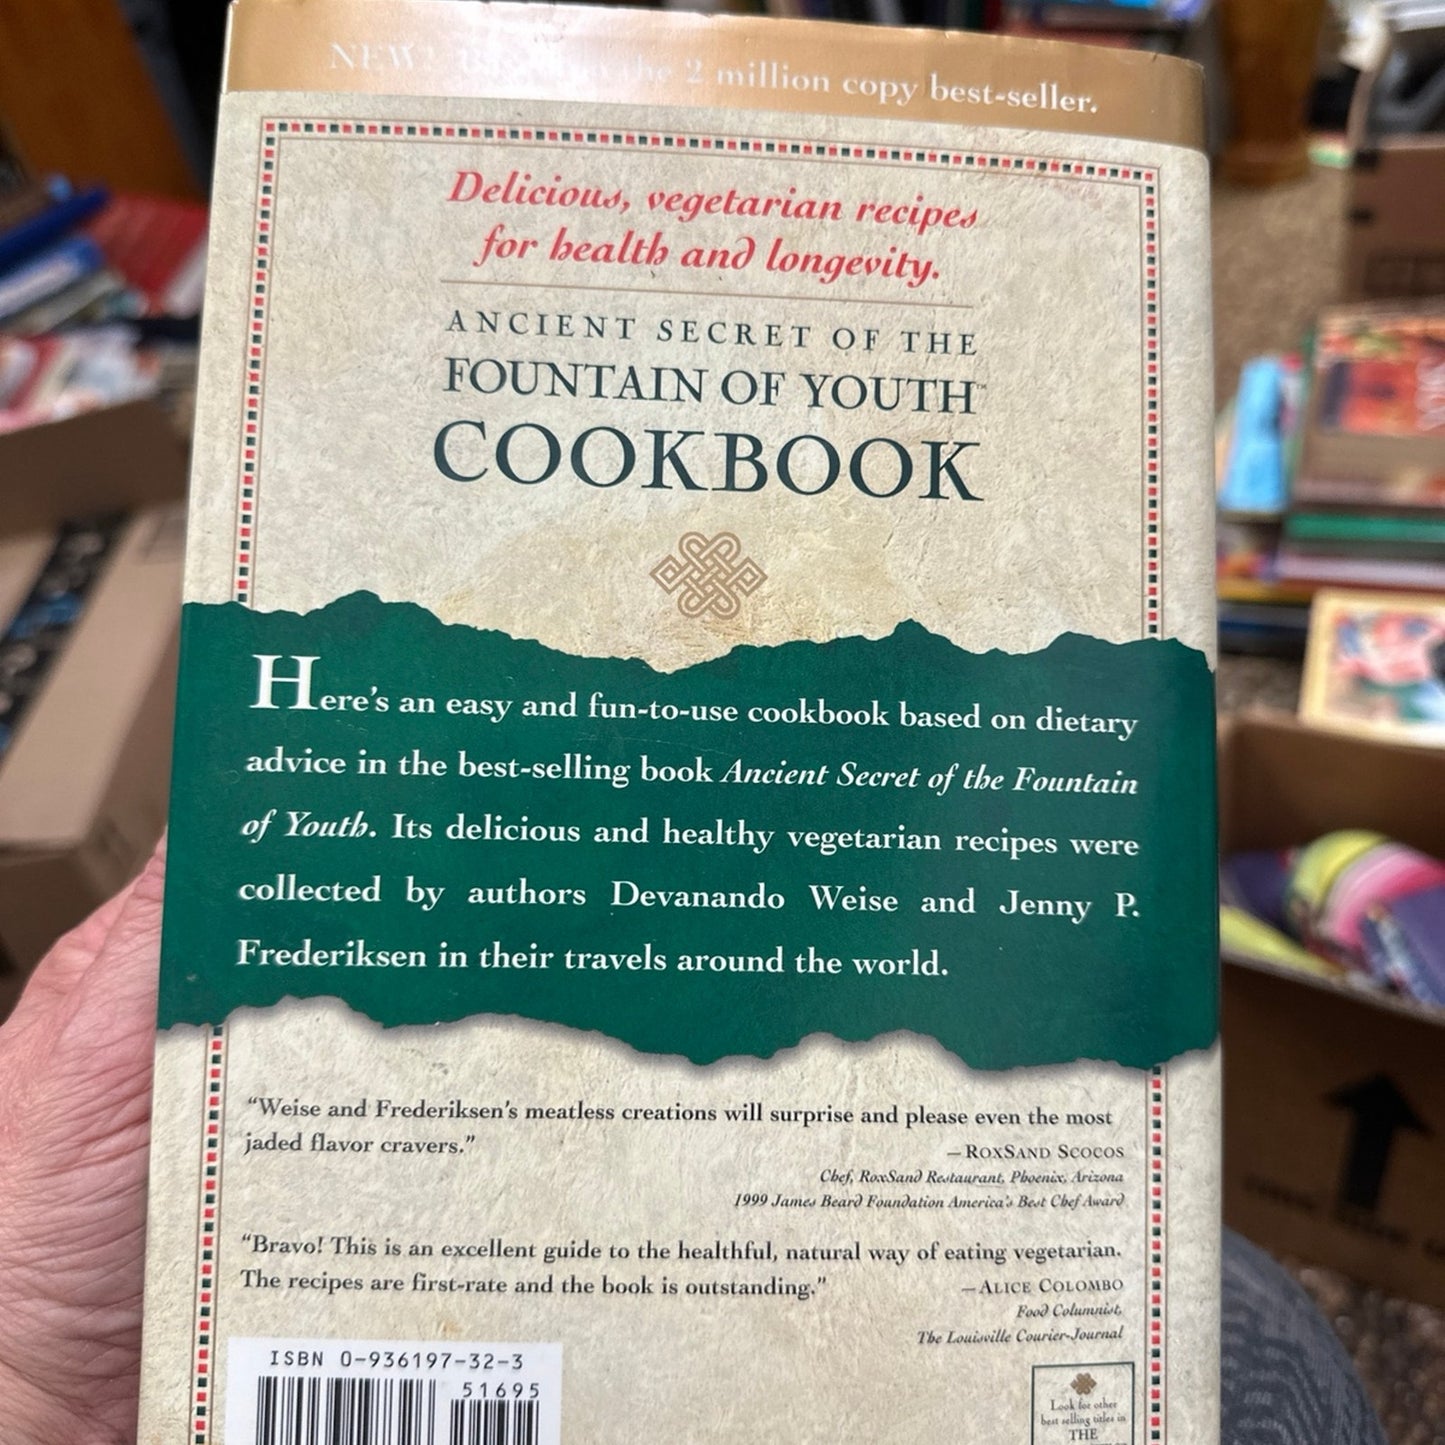 NEW! Based on the 2 million copy best-seller.
Delicious, vegetarian recipes
for health and longevity.
ANCIENT SECRET OF THE
FOUNTAIN OF YOUTH™
COOKBOOK
Here's an easy and fun-to-use cookbook based on dietary
advice in the best-selling book Ancient Secret of the Fountain
of Youth. Its delicious and healthy vegetarian recipes were
collected by authors Devanando Weise and Jenny P.
Frederiksen in their travels around the world.
“Weise and Frederiksen's meatless creations will surprise and please even the most
jaded flavor cravers.”
—ROXSAND SCOCOS
Chef, RoxSand Restaurant, Phoenix, Arizona
1999 James Beard Foundation America's Best Chef Award
“Bravo! This is an excellent guide to the healthful, natural way of eating vegetarian.
The recipes are first-rate and the book is outstanding.”
—ALICE COLOMBO
Food Columnist,
The Louisville Courier-Journal
ISBN 0-936197-32-3
51695
Look for other
best selling titles in
THE